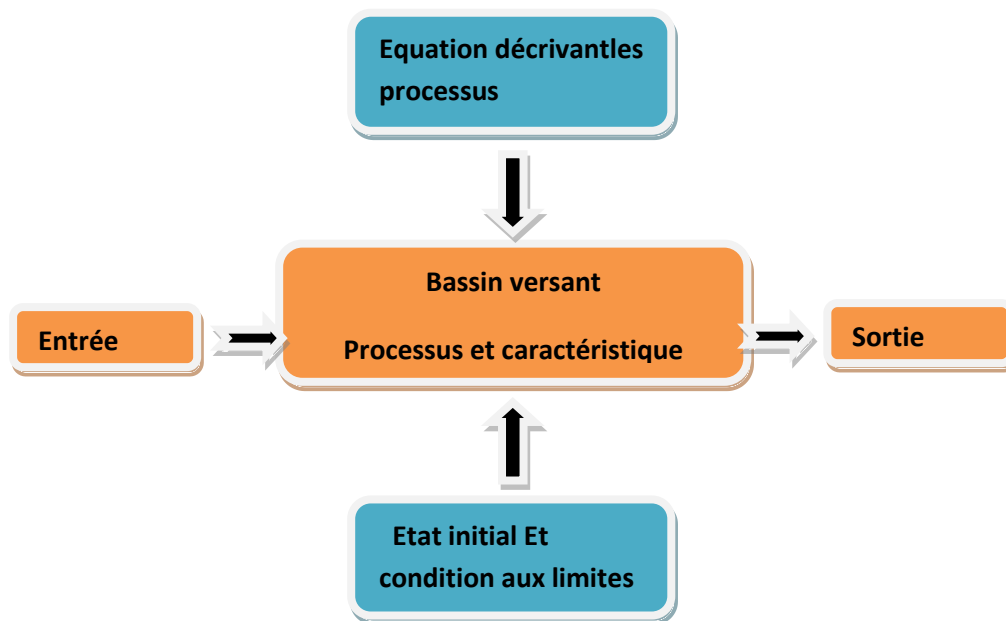 Equation décrivantles
processus
Bassin versant
Processus et caractéristique
Entrée
Sortie
Etat initial Et
condition aux limites